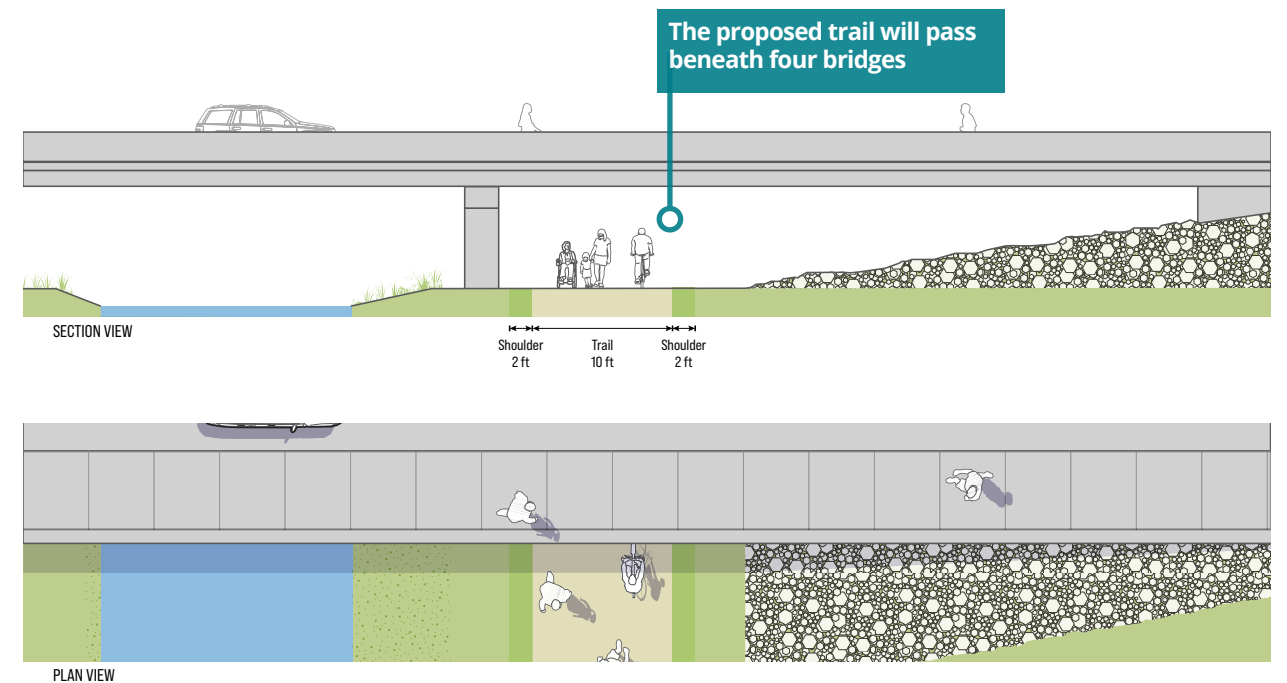 The proposed trail will pass
beneath four bridges
SECTION VIEW
Shoulder
2 ft
Trail
10 ft
Shoulder
2 ft
PLAN VIEW